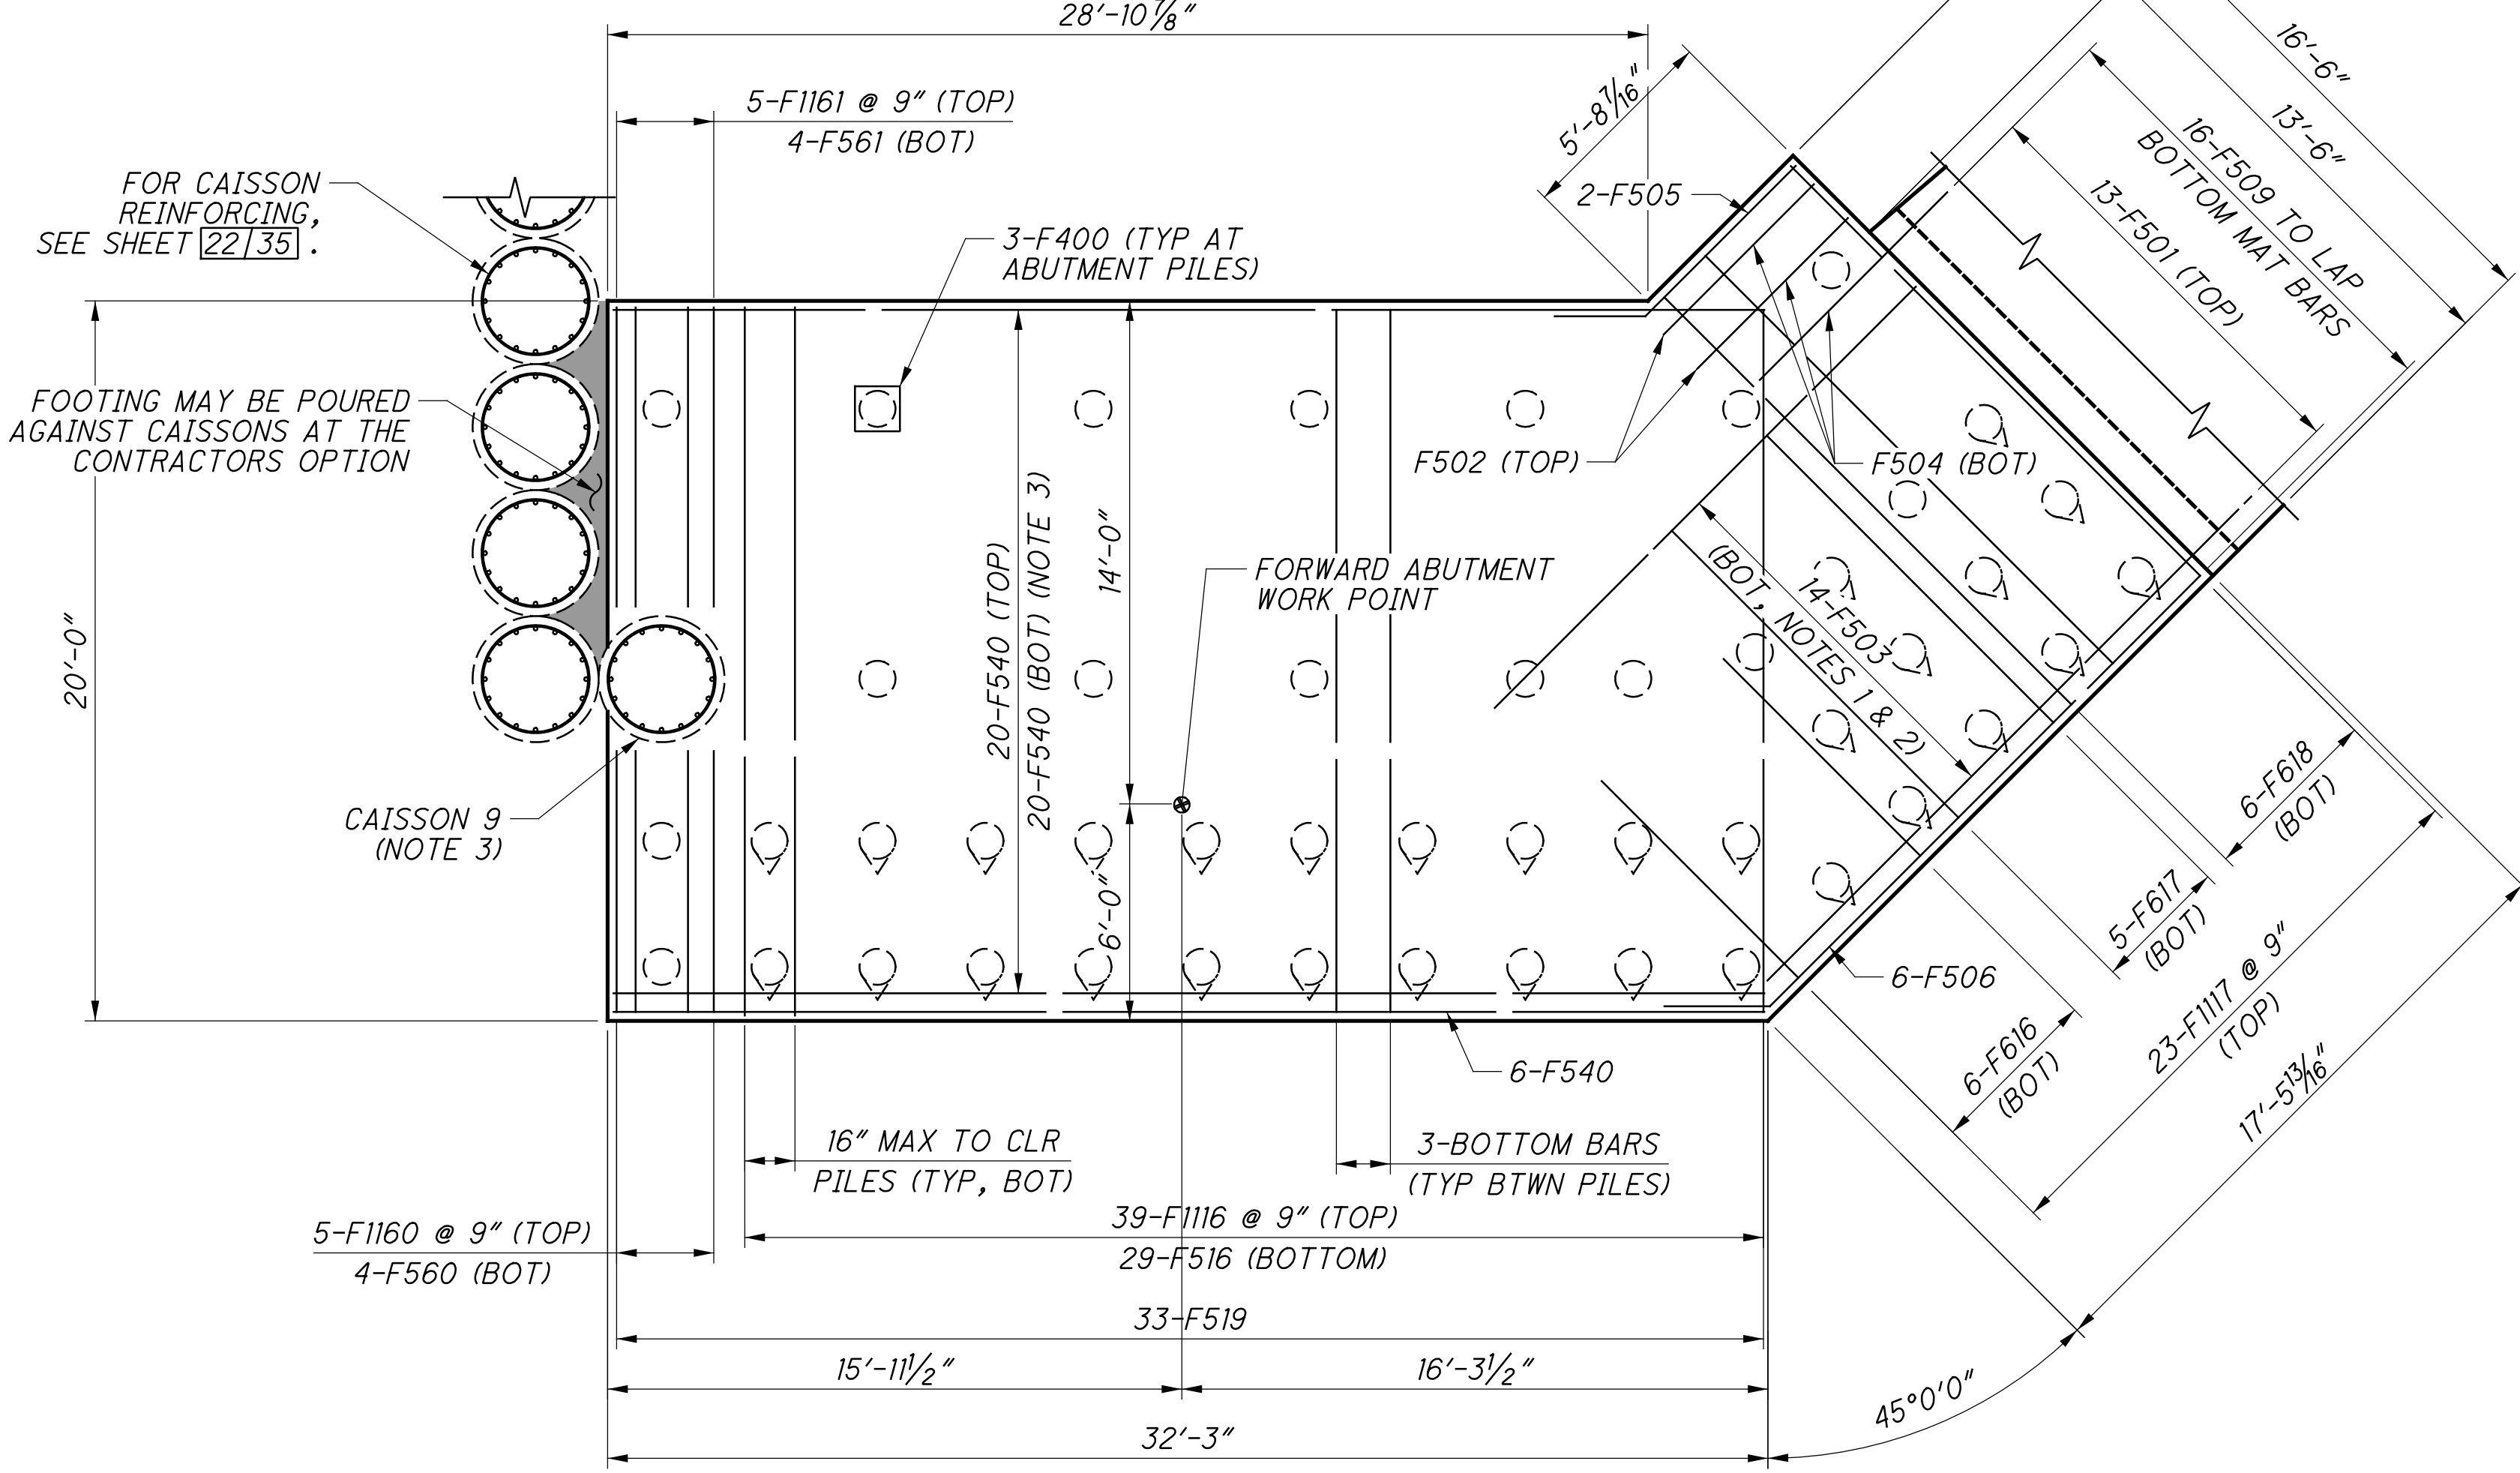 28'-10 7/8"
16'-6"
13'-6"
16-F509 TO LAP
BOTTOM MAT BARS
13-F501 (TOP)
5'-8 7/16"
5-F1161 @ 9" (TOP)
4-F561 (BOT)
FOR CAISSON
REINFORCING,
SEE SHEET 22/35 .
2-F505
3-F400 (TYP AT
ABUTMENT PILES)
FOOTING MAY BE POURED
AGAINST CAISSONS AT THE
CONTRACTORS OPTION
F502 (TOP)
F504 (BOT)
20'-0"
20-F540 (TOP)
20-F540 (BOT) (NOTE 3)
14'-0"
FORWARD ABUTMENT
WORK POINT
14-F503
(BOT, NOTES 1 & 2)
CAISSON 9
(NOTE 3)
6'-0"
6-F618
(BOT)
5-F617
(BOT)
6-F506
23-F1117 @ 9"
(TOP)
6-F616
(BOT)
17'-5 13/16"
6-F540
16" MAX TO CLR
PILES (TYP, BOT)
3-BOTTOM BARS
(TYP BTWN PILES)
5-F1160 @ 9" (TOP)
4-F560 (BOT)
39-F1116 @ 9" (TOP)
29-F516 (BOTTOM)
33-F519
15'-11 1/2"
16'-3 1/2"
45°0'0"
32'-3"